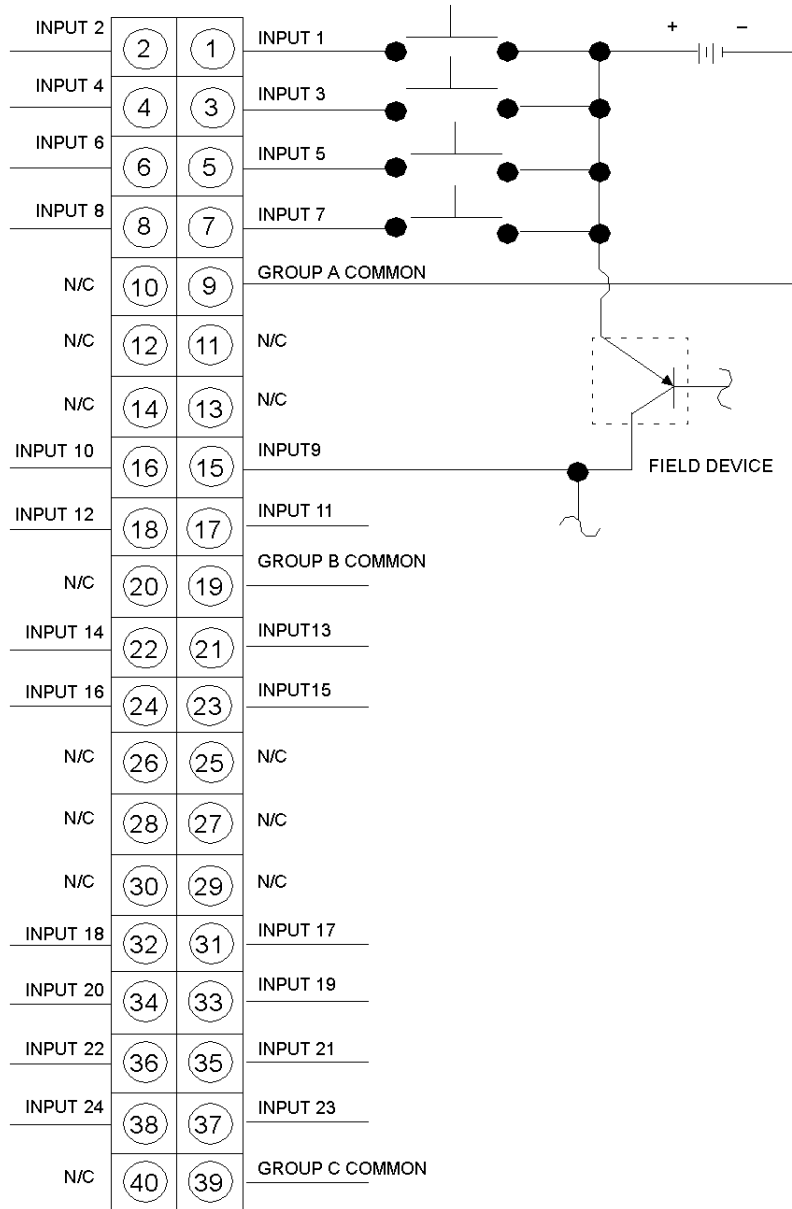 INPUT 2 2 1 INPUT 1 + –
INPUT 4 4 3 INPUT 3
INPUT 6 6 5 INPUT 5
INPUT 8 8 7 INPUT 7
N/C 10 9 GROUP A COMMON
N/C 12 11 N/C
N/C 14 13 N/C
INPUT 10 16 15 INPUT9 FIELD DEVICE
INPUT 12 18 17 INPUT 11
N/C 20 19 GROUP B COMMON
INPUT 14 22 21 INPUT13
INPUT 16 24 23 INPUT15
N/C 26 25 N/C
N/C 28 27 N/C
N/C 30 29 N/C
INPUT 18 32 31 INPUT 17
INPUT 20 34 33 INPUT 19
INPUT 22 36 35 INPUT 21
INPUT 24 38 37 INPUT 23
N/C 40 39 GROUP C COMMON